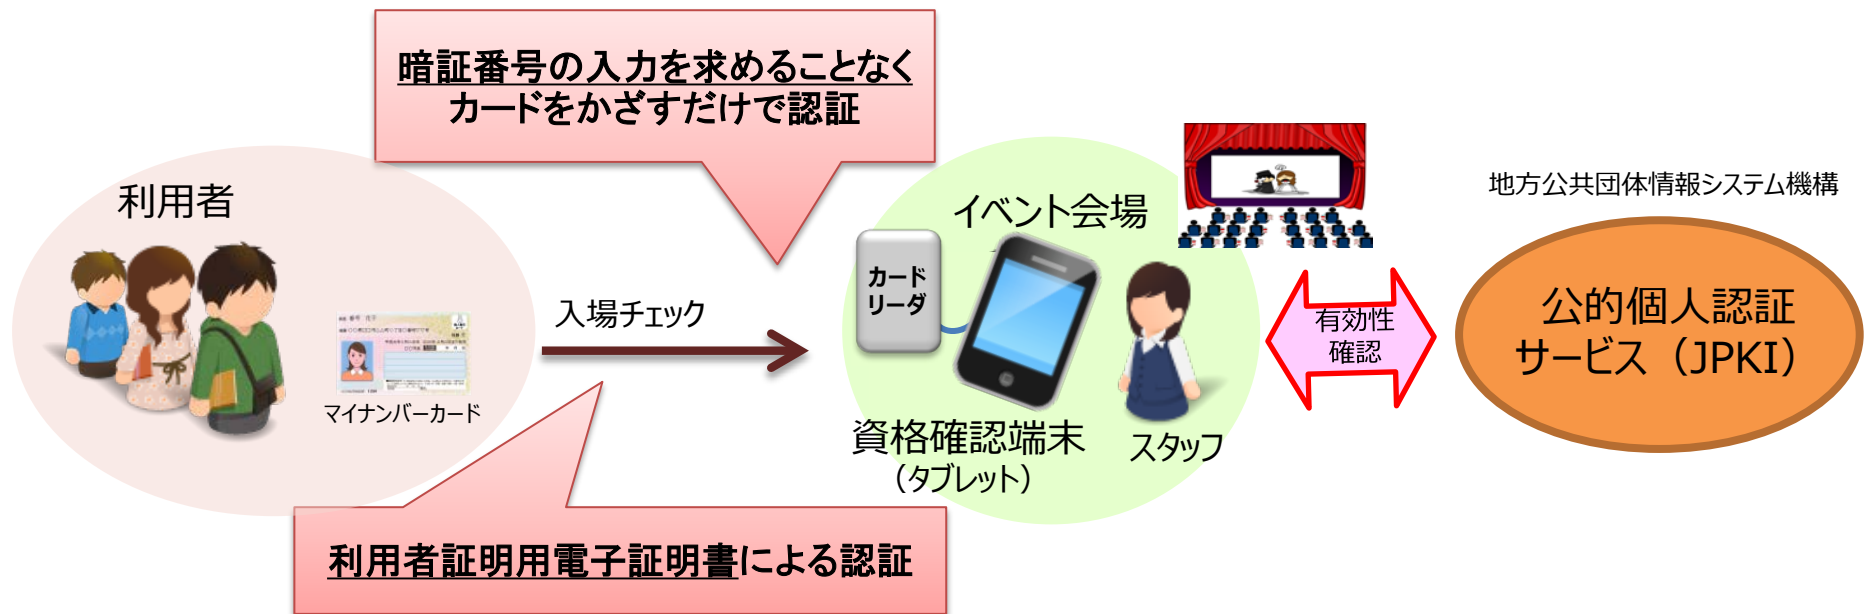 暗証番号の入力を求めることなく
カードをかざすだけで認証
利用者
マイナンバーカード
入場チェック
利用者証明用電子証明書による認証
イベント会場
カード
リーダ
資格確認端末
（タブレット）
スタッフ
有効性
確認
地方公共団体情報システム機構
公的個人認証
サービス（JPKI）